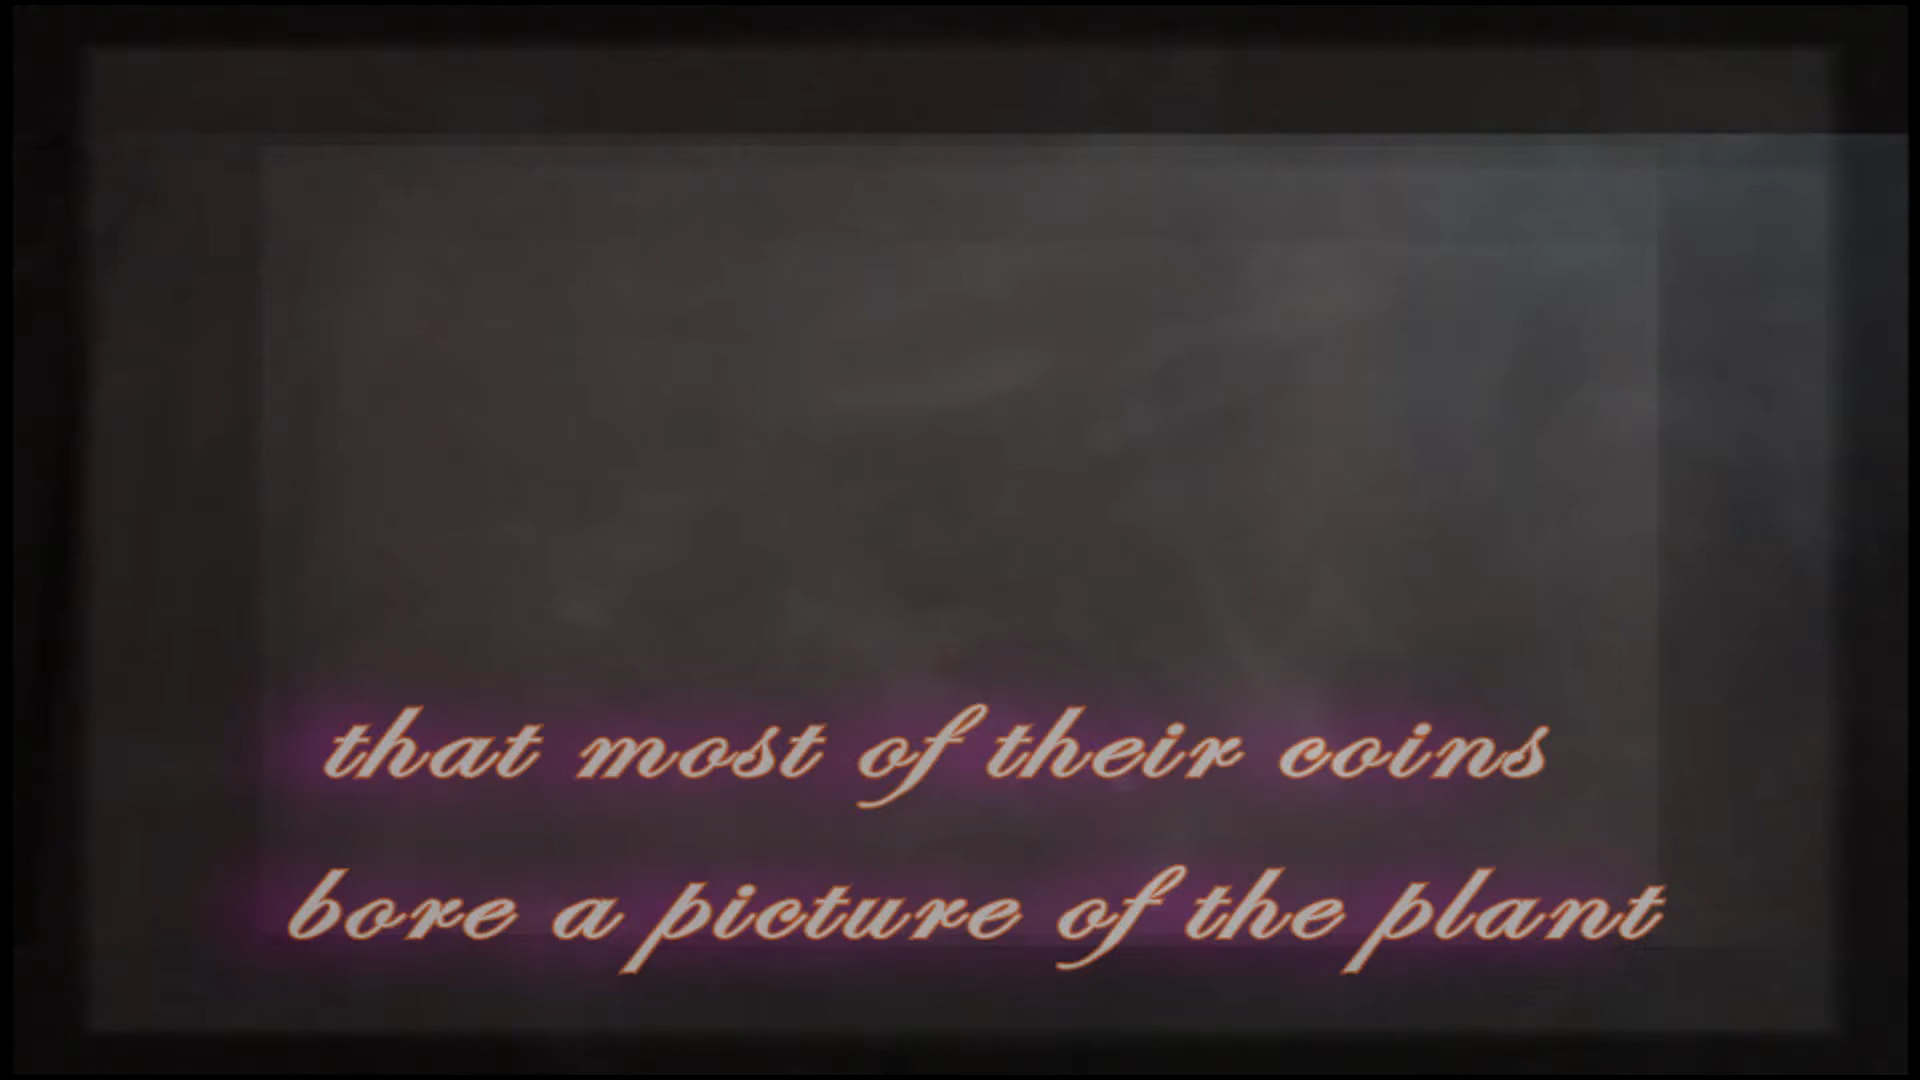 that most of their coins
bore a picture of the plant